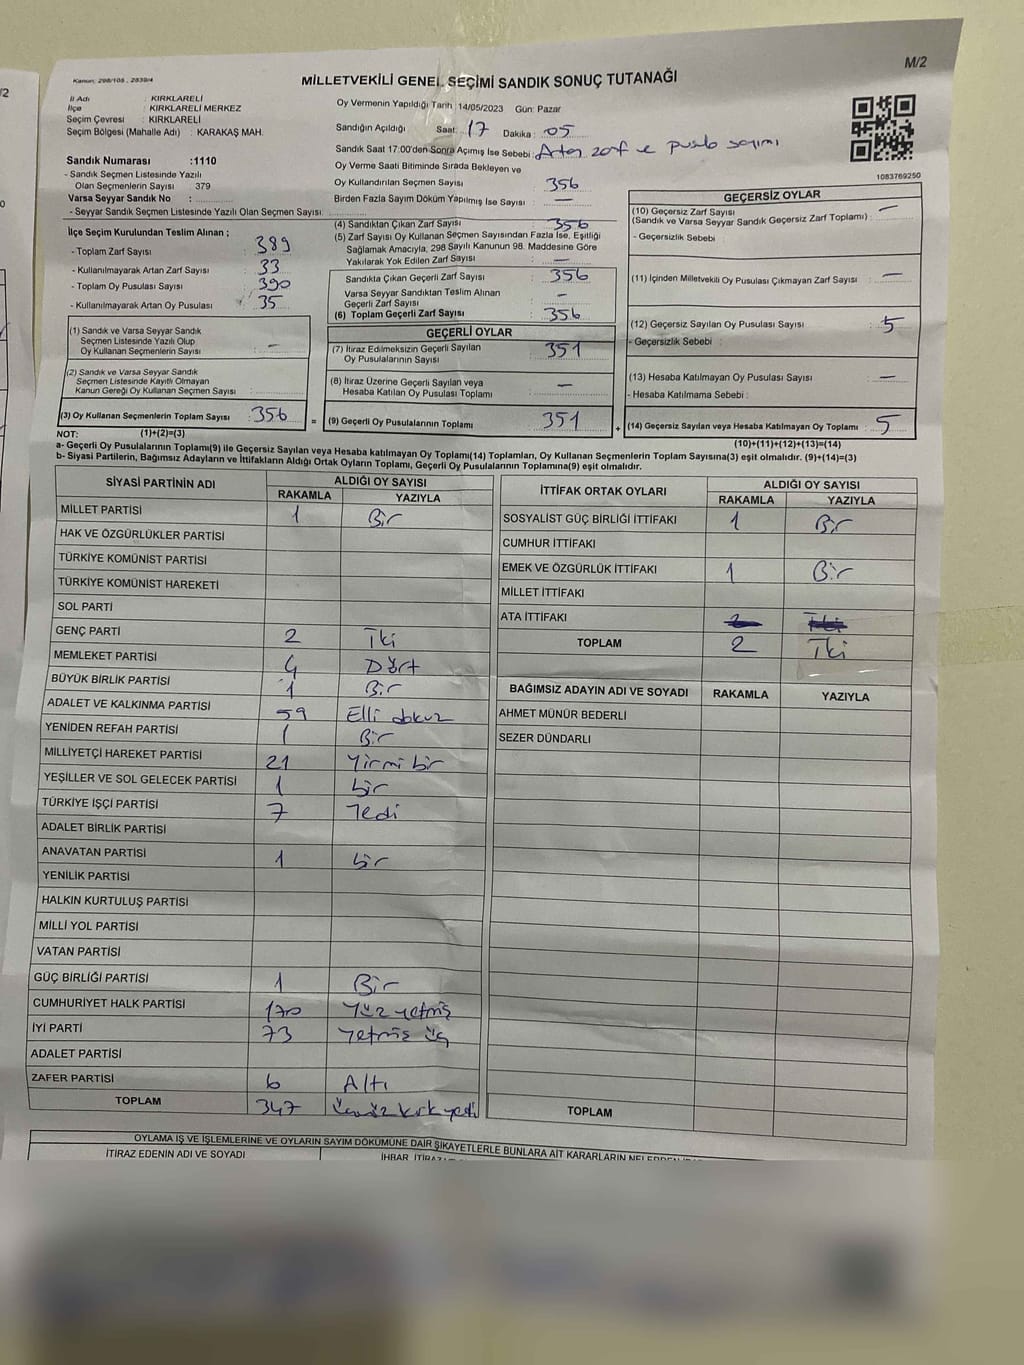 M/2
Kanun: 298/105 , 2839/4
MİLLETVEKİLİ GENEL SEÇİMİ SANDIK SONUÇ TUTANAĞI
İl Adı : KIRKLARELİ
İlçe : KIRKLARELİ MERKEZ
Seçim Çevresi : KIRKLARELİ
Seçim Bölgesi (Mahalle Adı) : KARAKAŞ MAH.
Oy Vermenin Yapıldığı Tarih : 14/05/2023 Gün: Pazar
Sandığın Açıldığı Saat: 17 Dakika : 05
Sandık Saat 17:00'den Sonra Açımış İse Sebebi : Artan zarf ve pusula sayımı
1083769250
Sandık Numarası :1110
- Sandık Seçmen Listesinde Yazılı
Olan Seçmenlerin Sayısı 379
Varsa Seyyar Sandık No :
- Seyyar Sandık Seçmen Listesinde Yazılı Olan Seçmen Sayısı:
Oy Verme Saati Bitiminde Sırada Bekleyen ve
Oy Kullandırılan Seçmen Sayısı : 356
Birden Fazla Sayım Döküm Yapılmış İse Sayısı : —
İlçe Seçim Kurulundan Teslim Alınan ;
- Toplam Zarf Sayısı : 389
- Kullanılmayarak Artan Zarf Sayısı : 33
- Toplam Oy Pusulası Sayısı : 390
- Kullanılmayarak Artan Oy Pusulası : 35
(4) Sandıktan Çıkan Zarf Sayısı : 356
(5) Zarf Sayısı Oy Kullanan Seçmen Sayısından Fazla İse, Eşitliği
Sağlamak Amacıyla, 298 Sayılı Kanunun 98. Maddesine Göre
Yakılarak Yok Edilen Zarf Sayısı : —
Sandıkta Çıkan Geçerli Zarf Sayısı : 356
Varsa Seyyar Sandıktan Teslim Alınan
Geçerli Zarf Sayısı : —
(6) Toplam Geçerli Zarf Sayısı : 356
GEÇERSİZ OYLAR
(10) Geçersiz Zarf Sayısı : —
(Sandık ve Varsa Seyyar Sandık Geçersiz Zarf Toplamı)
- Geçersizlik Sebebi :
(11) İçinden Milletvekili Oy Pusulası Çıkmayan Zarf Sayısı : —
(12) Geçersiz Sayılan Oy Pusulası Sayısı : 5
- Geçersizlik Sebebi :
(13) Hesaba Katılmayan Oy Pusulası Sayısı : —
- Hesaba Katılmama Sebebi :
(14) Geçersiz Sayılan veya Hesaba Katılmayan Oy Toplamı : 5
(1) Sandık ve Varsa Seyyar Sandık
Seçmen Listesinde Yazılı Olup
Oy Kullanan Seçmenlerin Sayısı : —
(2) Sandık ve Varsa Seyyar Sandık
Seçmen Listesinde Kayıtlı Olmayan
Kanun Gereği Oy Kullanan Seçmen Sayısı :
(3) Oy Kullanan Seçmenlerin Toplam Sayısı : 356
GEÇERLİ OYLAR
(7) İtiraz Edilmeksizin Geçerli Sayılan
Oy Pusulalarının Sayısı : 351
(8) İtiraz Üzerine Geçerli Sayılan veya
Hesaba Katılan Oy Pusulası Toplamı : —
= (9) Geçerli Oy Pusulalarının Toplamı : 351 +
NOT: (1)+(2)=(3) (10)+(11)+(12)+(13)=(14)
a- Geçerli Oy Pusulalarının Toplamı(9) ile Geçersiz Sayılan veya Hesaba katılmayan Oy Toplamı(14) Toplamları, Oy Kullanan Seçmenlerin Toplam Sayısına(3) eşit olmalıdır. (9)+(14)=(3)
b- Siyasi Partilerin, Bağımsız Adayların ve İttifakların Aldığı Ortak Oyların Toplamı, Geçerli Oy Pusulalarının Toplamına(9) eşit olmalıdır.
SİYASİ PARTİNİN ADI ALDIĞI OY SAYISI
RAKAMLA YAZIYLA
MİLLET PARTİSİ 1 Bir
HAK VE ÖZGÜRLÜKLER PARTİSİ
TÜRKİYE KOMÜNİST PARTİSİ
TÜRKİYE KOMÜNİST HAREKETİ
SOL PARTİ
GENÇ PARTİ 2 İki
MEMLEKET PARTİSİ 4 Dört
BÜYÜK BİRLİK PARTİSİ 1 Bir
ADALET VE KALKINMA PARTİSİ 59 Elli dokuz
YENİDEN REFAH PARTİSİ 1 Bir
MİLLİYETÇİ HAREKET PARTİSİ 21 Yirmi bir
YEŞİLLER VE SOL GELECEK PARTİSİ 1 bir
TÜRKİYE İŞÇİ PARTİSİ 7 Yedi
ADALET BİRLİK PARTİSİ
ANAVATAN PARTİSİ 1 bir
YENİLİK PARTİSİ
HALKIN KURTULUŞ PARTİSİ
MİLLİ YOL PARTİSİ
VATAN PARTİSİ
GÜÇ BİRLİĞİ PARTİSİ 1 Bir
CUMHURİYET HALK PARTİSİ 170 Yüz yetmiş
İYİ PARTİ 73 Yetmiş üç
ADALET PARTİSİ
ZAFER PARTİSİ 6 Altı
TOPLAM 347 üçyüz kırk yedi
İTTİFAK ORTAK OYLARI ALDIĞI OY SAYISI
RAKAMLA YAZIYLA
SOSYALİST GÜÇ BİRLİĞİ İTTİFAKI 1 Bir
CUMHUR İTTİFAKI
EMEK VE ÖZGÜRLÜK İTTİFAKI 1 Bir
MİLLET İTTİFAKI
ATA İTTİFAKI 2 İki
TOPLAM 2 İki
BAĞIMSIZ ADAYIN ADI VE SOYADI RAKAMLA YAZIYLA
AHMET MÜNÜR BEDERLİ
SEZER DÜNDARLI
TOPLAM
OYLAMA İŞ VE İŞLEMLERİNE VE OYLARIN SAYIM DÖKÜMÜNE DAİR ŞİKAYETLERLE BUNLARA AİT KARARLARIN
İTİRAZ EDENİN ADI VE SOYADI